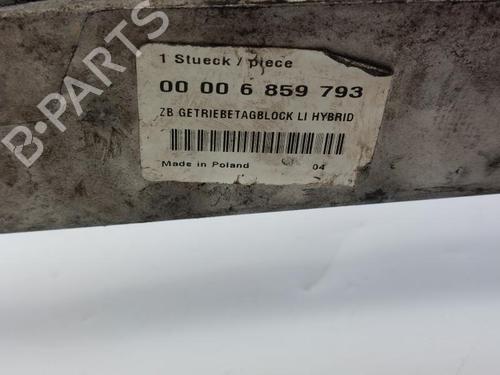 B-PARTS
1 Stueck / piece
00 00 6 859 793
ZB GETRIEBETAGBLOCK LI HYBRID
Made in Poland 04